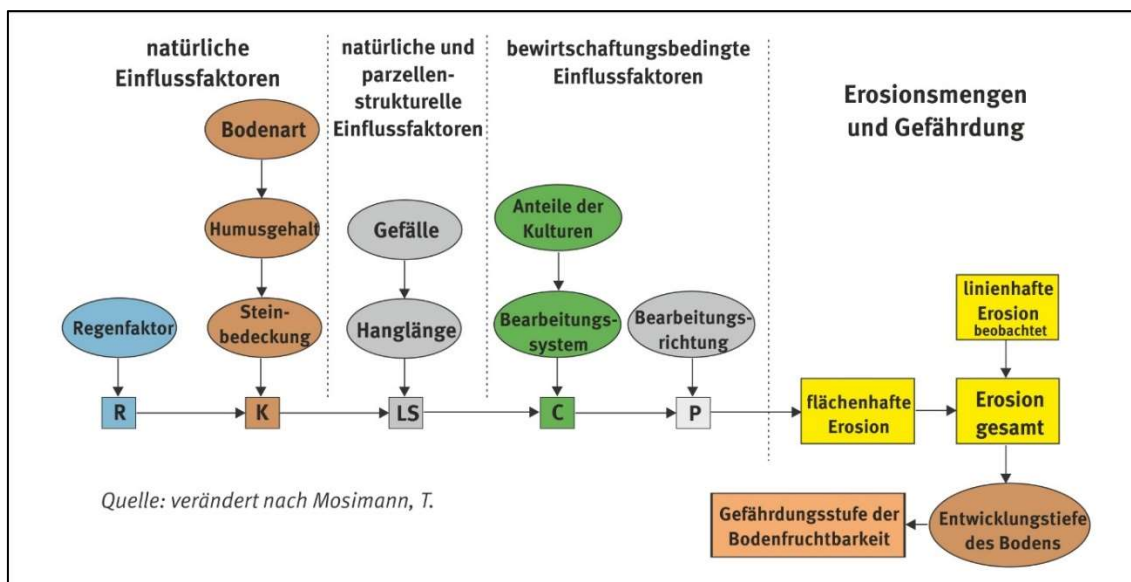 natürliche
Einflussfaktoren
natürliche und
parzellen-
strukturelle
Einflussfaktoren
bewirtschaftungsbedingte
Einflussfaktoren
Erosionsmengen
und Gefährdung
Bodenart
Humusgehalt
Stein-
bedeckung
Regenfaktor
Gefälle
Hanglänge
Anteile der
Kulturen
Bearbeitungs-
system
Bearbeitungs-
richtung
linienhafte
Erosion
beobachtet
R
K
LS
C
P
flächenhafte
Erosion
Erosion
gesamt
Gefährdungsstufe der
Bodenfruchtbarkeit
Entwicklungstiefe
des Bodens
Quelle: verändert nach Mosimann, T.